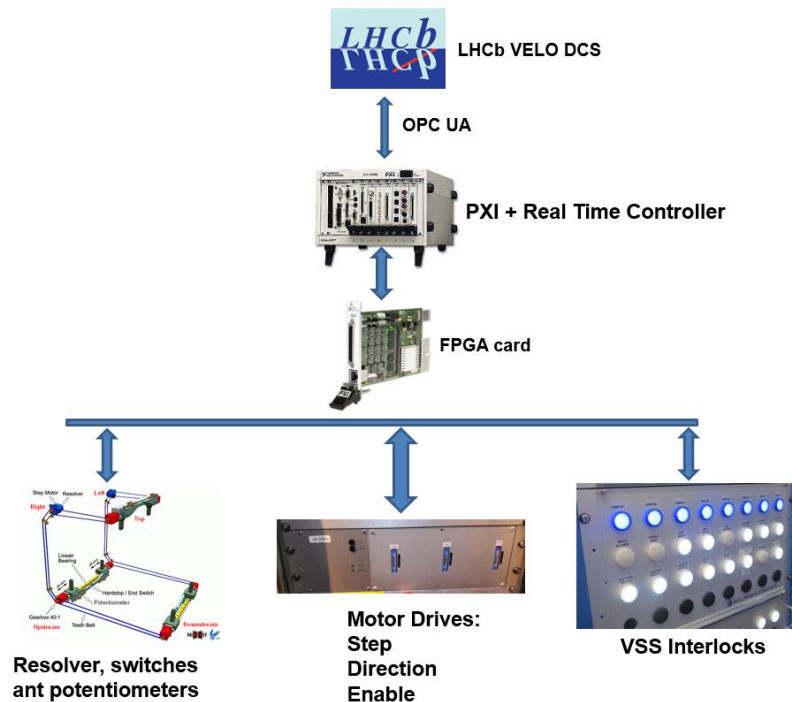 LHCb
LHCb VELO DCS
OPC UA
PXI + Real Time Controller
FPGA card
Step Motor
Resolver
Left
Right
Top
Linear
Bearing
Hardstop / End Switch
Potentiometer
Gearbox 40:1
Upstream
Tooth Belt
Downstream
Resolver, switches
ant potentiometers
Motor Drives:
Step
Direction
Enable
VSS Interlocks